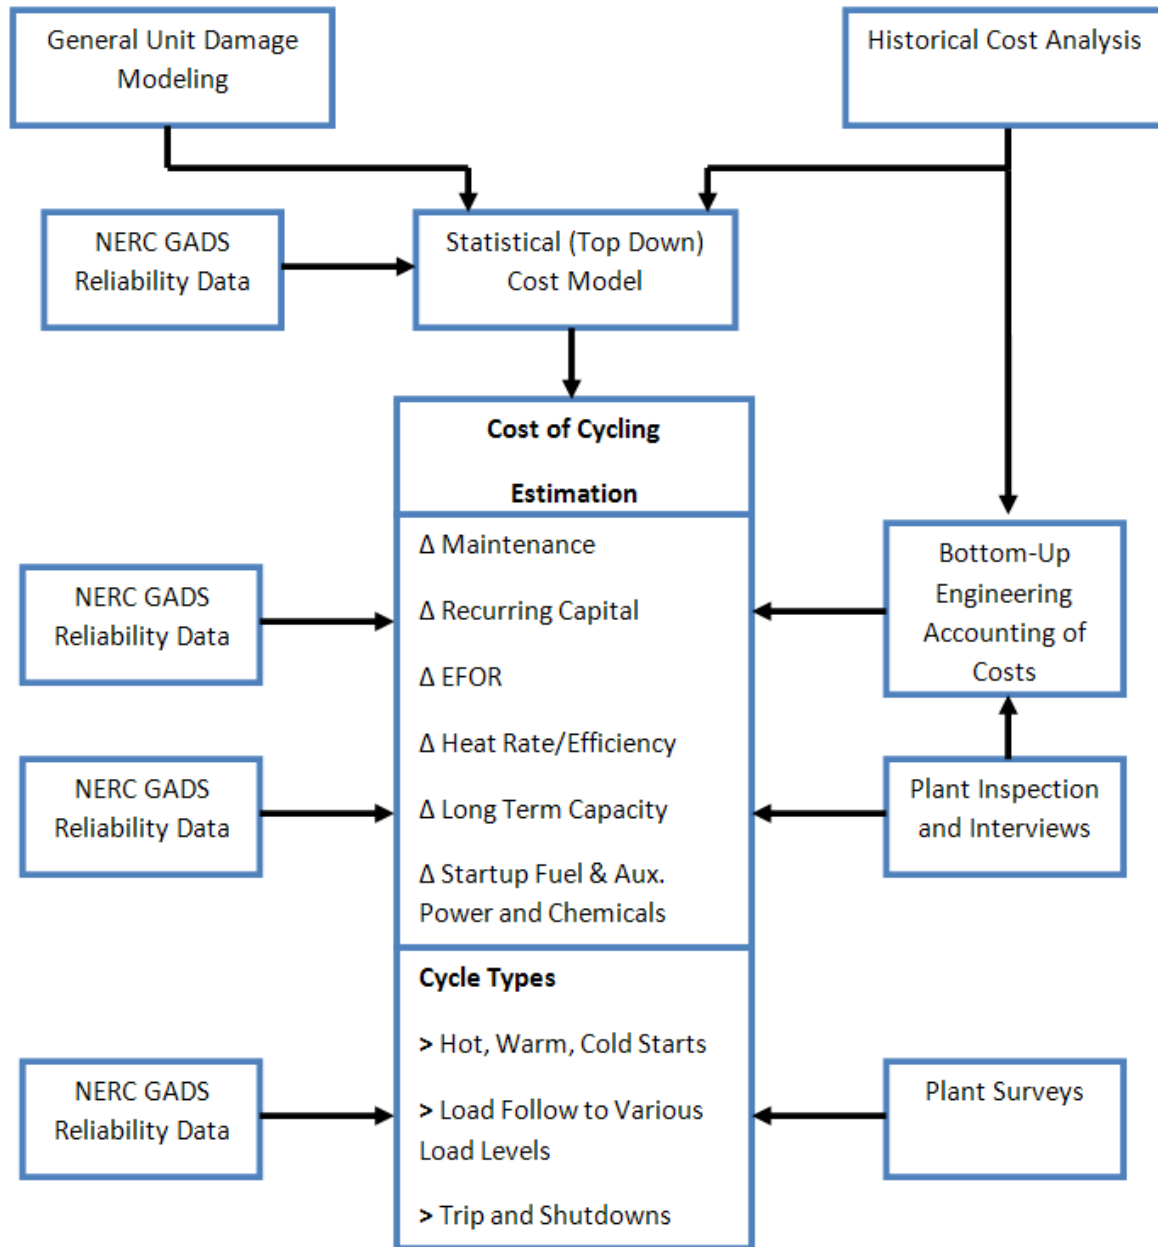 General Unit Damage
Modeling
Historical Cost Analysis
NERC GADS
Reliability Data
Statistical (Top Down)
Cost Model
Cost of Cycling
Estimation
Δ Maintenance
Δ Recurring Capital
Δ EFOR
Δ Heat Rate/Efficiency
Δ Long Term Capacity
Δ Startup Fuel & Aux.
Power and Chemicals
NERC GADS
Reliability Data
Bottom-Up
Engineering
Accounting of
Costs
NERC GADS
Reliability Data
Plant Inspection
and Interviews
Cycle Types
> Hot, Warm, Cold Starts
> Load Follow to Various
Load Levels
> Trip and Shutdowns
NERC GADS
Reliability Data
Plant Surveys